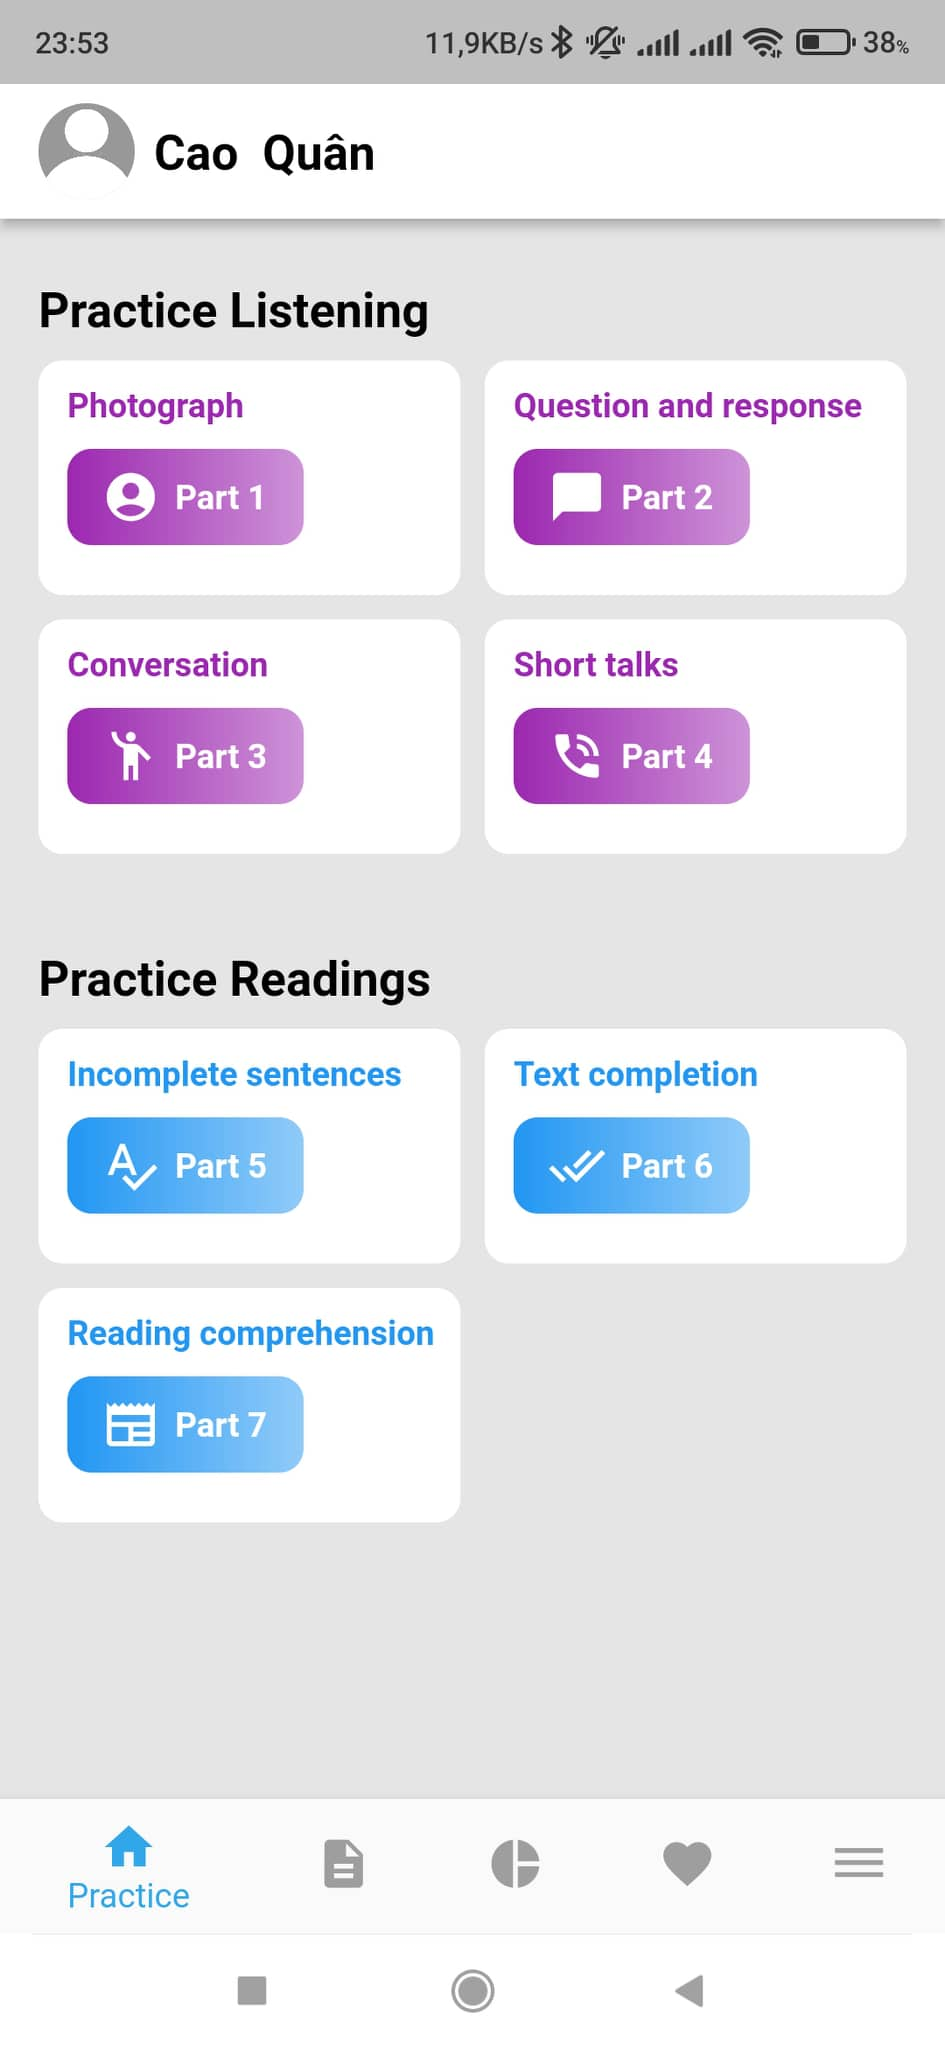 23:53 11,9KB/s 38%
Cao Quân
Practice Listening
Photograph
Part 1
Question and response
Part 2
Conversation
Part 3
Short talks
Part 4
Practice Readings
Incomplete sentences
Part 5
Text completion
Part 6
Reading comprehension
Part 7
Practice